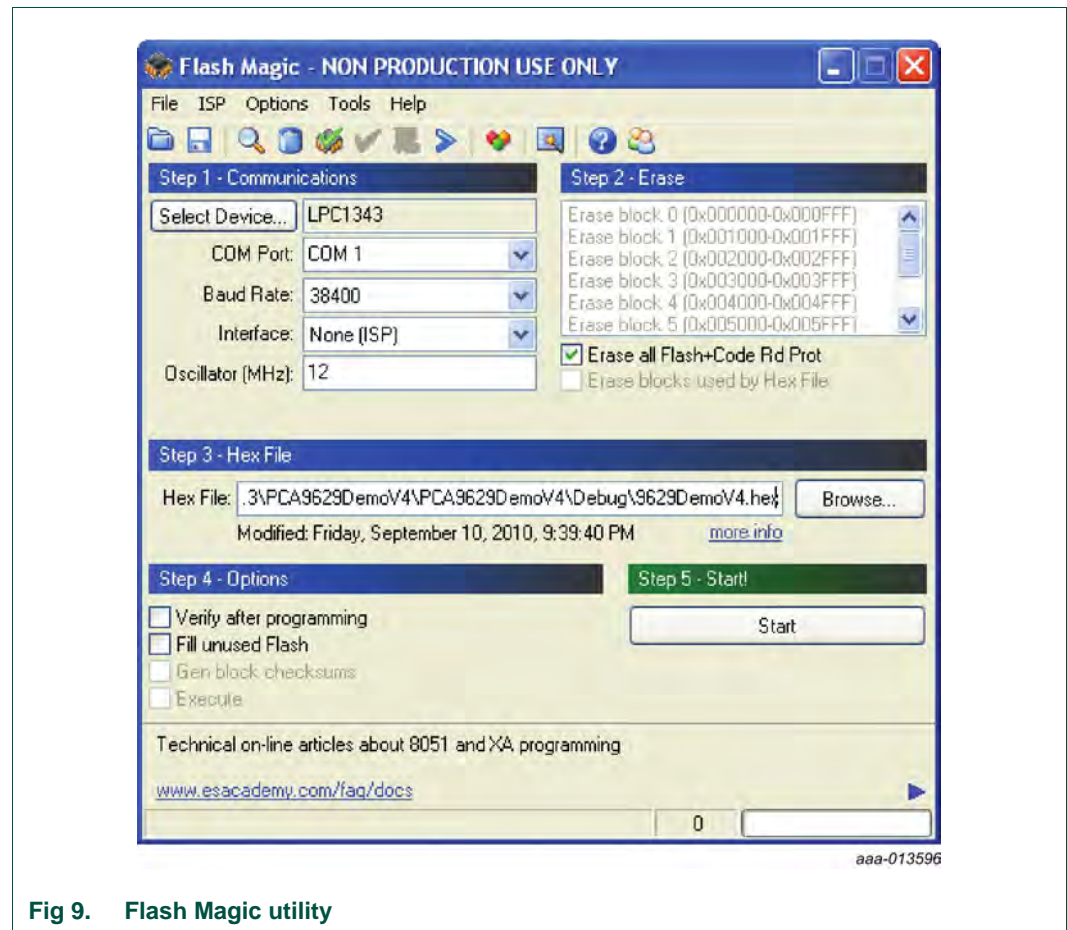 Flash Magic - NON PRODUCTION USE ONLY
File ISP Options Tools Help
Step 1 - Communications
Select Device... LPC1343
COM Port: COM 1
Baud Rate: 38400
Interface: None (ISP)
Oscillator (MHz): 12
Step 2 - Erase
Erase block 0 (0x000000-0x000FFF)
Erase block 1 (0x001000-0x001FFF)
Erase block 2 (0x002000-0x002FFF)
Erase block 3 (0x003000-0x003FFF)
Erase block 4 (0x004000-0x004FFF)
Erase block 5 (0x005000-0x005FFF)
Erase all Flash+Code Rd Prot
Erase blocks used by Hex File
Step 3 - Hex File
Hex File: .3\PCA9629DemoV4\PCA9629DemoV4\Debug\9629DemoV4.hex Browse...
Modified: Friday, September 10, 2010, 9:39:40 PM more info
Step 4 - Options
Verify after programming
Fill unused Flash
Gen block checksums
Execute
Step 5 - Start!
Start
Technical on-line articles about 8051 and XA programming
www.esacademy.com/faq/docs
0
aaa-013596
Fig 9. Flash Magic utility